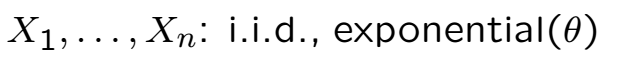 X₁, . . . , Xₙ: i.i.d., exponential(θ)